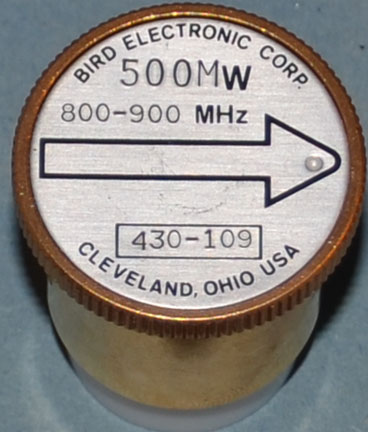 BIRD ELECTRONIC CORP.
500MW
800-900 MHz
430-109
CLEVELAND, OHIO USA